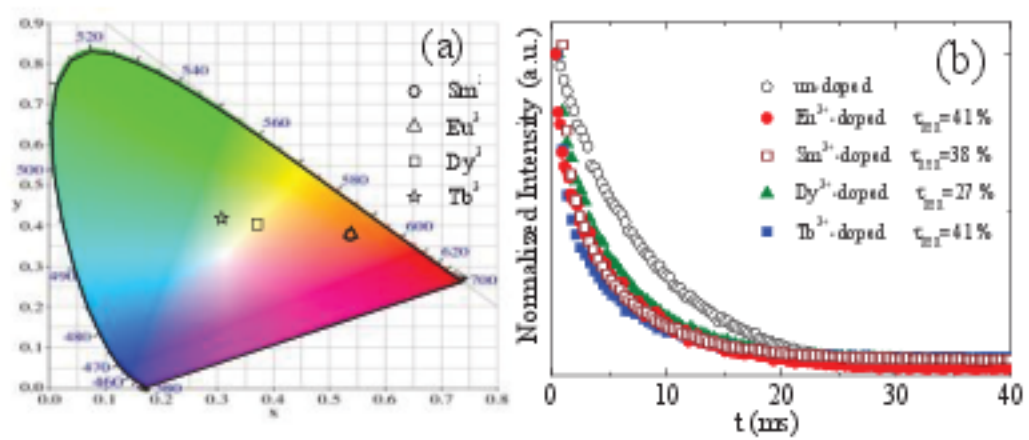 (a)
0.9
0.8
0.7
0.6
0.5
0.4
0.3
0.2
0.1
0.0
0.0 0.1 0.2 0.3 0.4 0.5 0.6 0.7 0.8
x
y
520
540
560
580
600
620
700
500
490
480
470
460
Sm
Eu
Dy
Tb
(b)
Normalized Intensity (a.u.)
un-doped
Eu³⁺-doped =41%
Sm³⁺-doped =38 %
Dy³⁺-doped =27 %
Tb³⁺-doped =41%
0 10 20 30 40
t (ms)